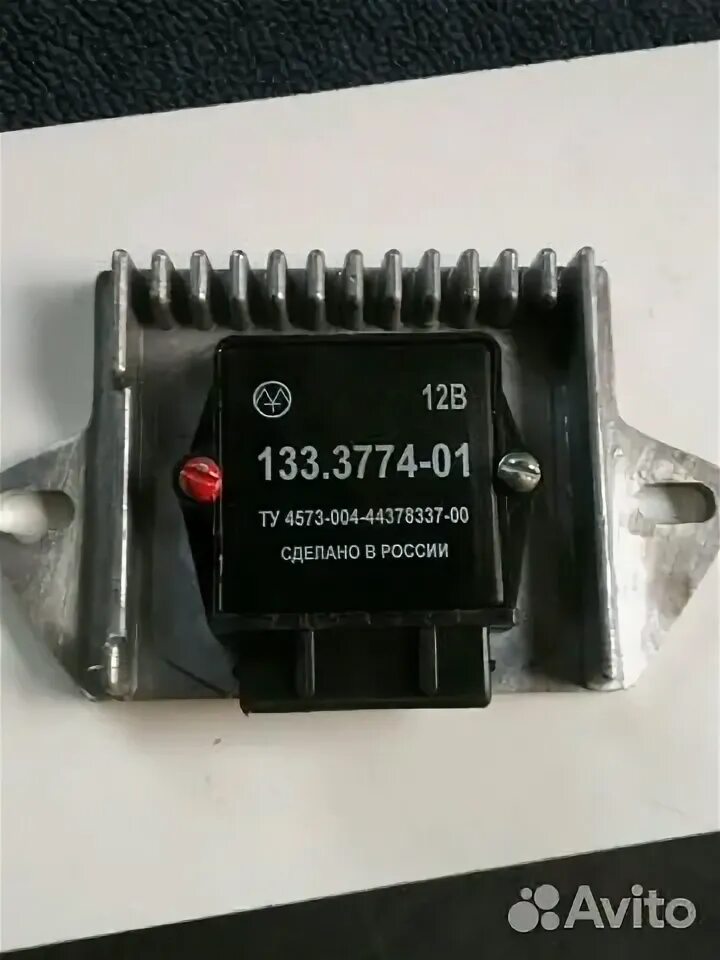 12В
133.3774-01
ТУ 4573-004-44378337-00
СДЕЛАНО В РОССИИ
Avito